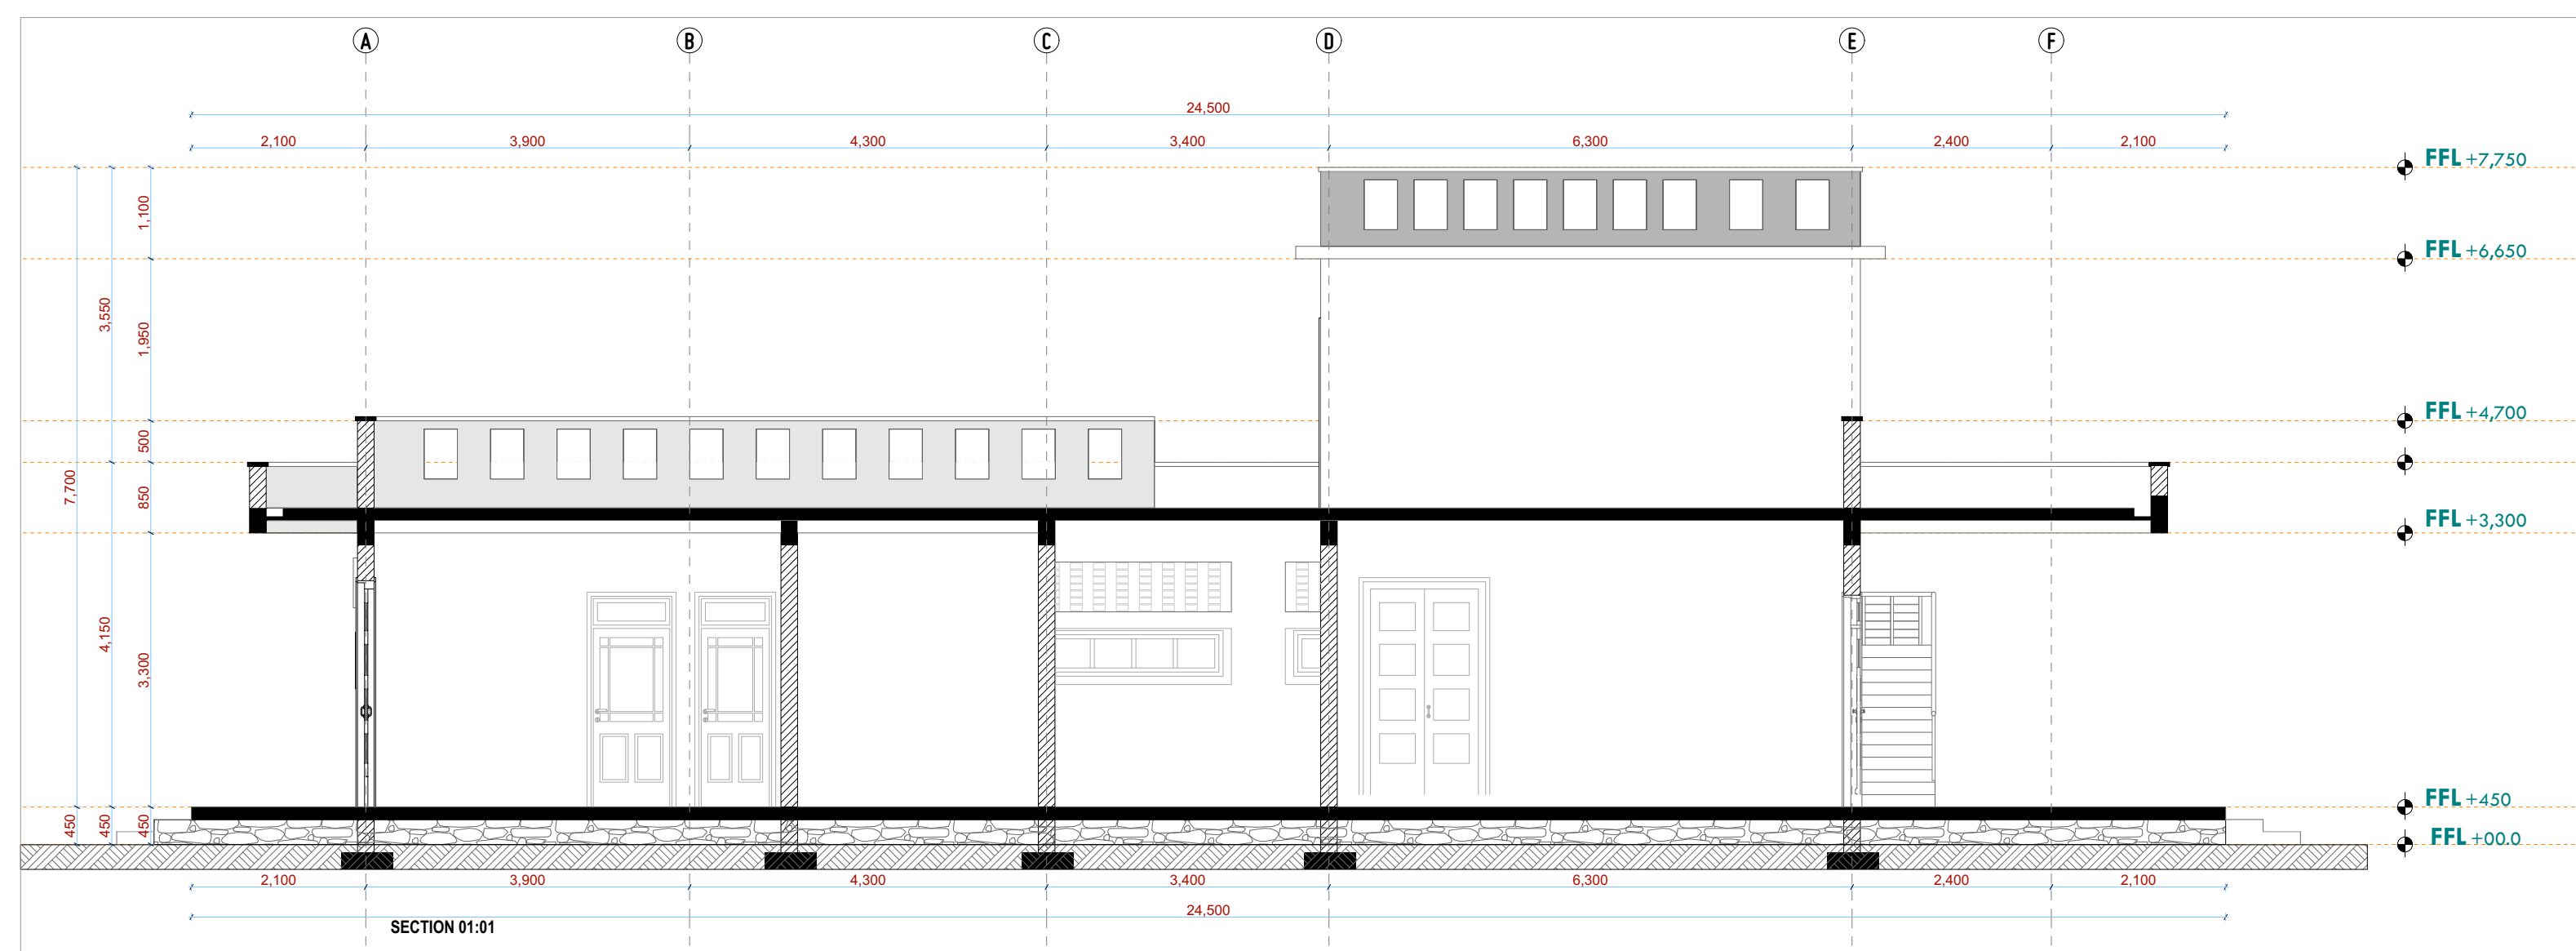 A B C D E F
24,500
2,100 3,900 4,300 3,400 6,300 2,400 2,100
FFL +7,750
1,100
FFL +6,650
3,550
1,950
FFL +4,700
500
7,700
850
FFL +3,300
4,150
3,300
FFL +450
450 450 450
FFL +00.0
2,100 3,900 4,300 3,400 6,300 2,400 2,100
24,500
SECTION 01:01